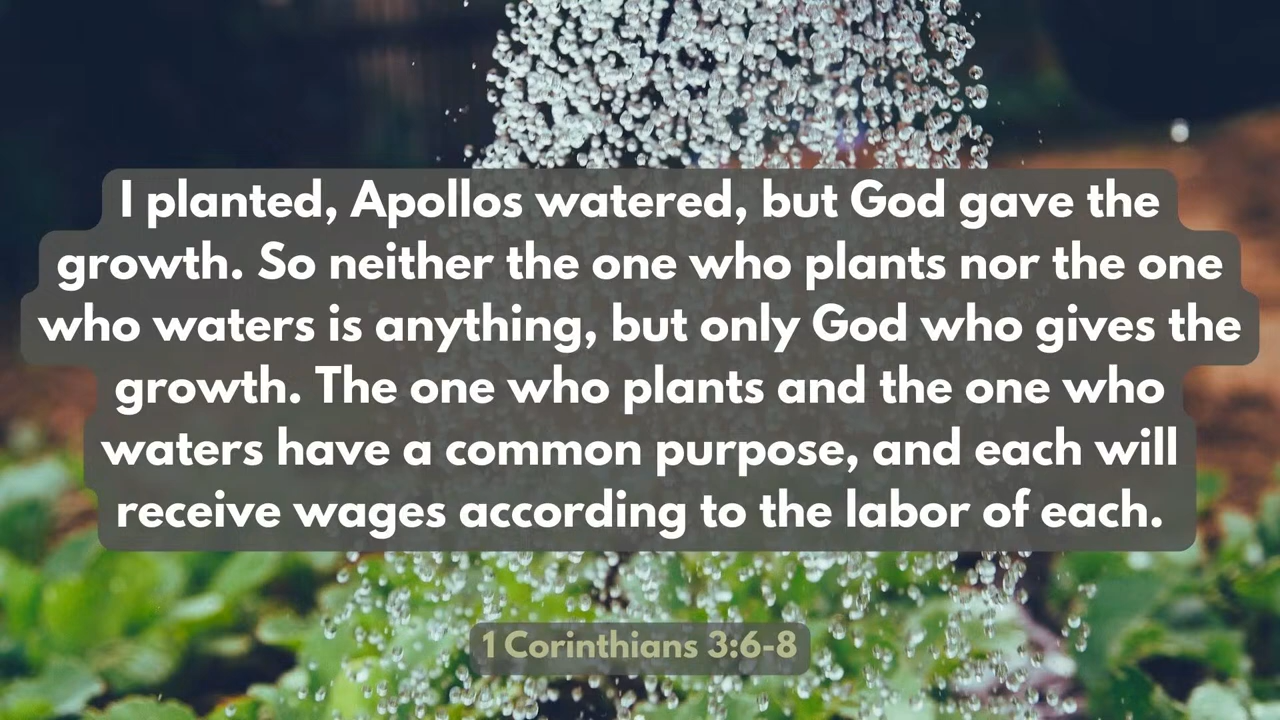 I planted, Apollos watered, but God gave the
growth. So neither the one who plants nor the one
who waters is anything, but only God who gives the
growth. The one who plants and the one who
waters have a common purpose, and each will
receive wages according to the labor of each.
1 Corinthians 3:6-8